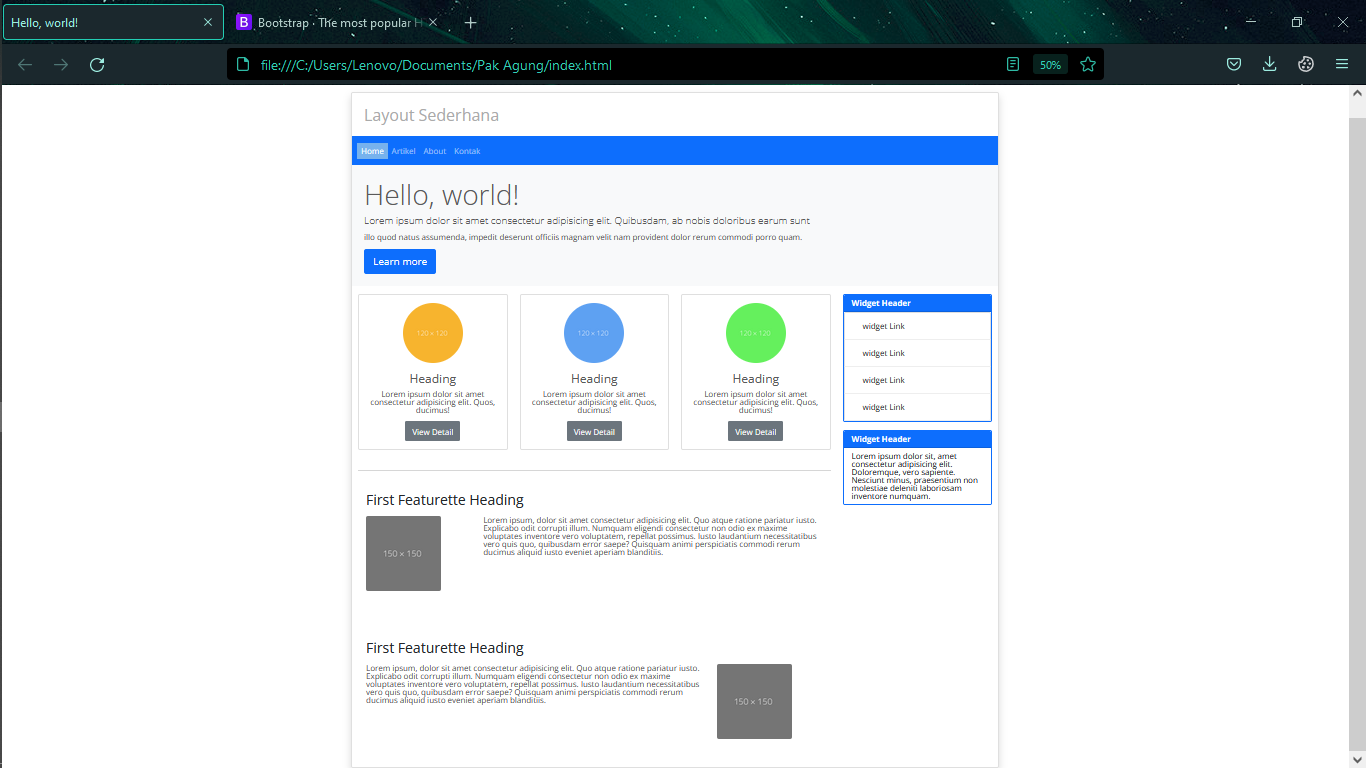 Hello, world!
Bootstrap · The most popular H
file:///C:/Users/Lenovo/Documents/Pak Agung/index.html
50%
Layout Sederhana
Home Artikel About Kontak
Hello, world!
Lorem ipsum dolor sit amet consectetur adipisicing elit. Quibusdam, ab nobis doloribus earum sunt
illo quod natus assumenda, impedit deserunt officiis magnam velit nam provident dolor rerum commodi porro quam.
Learn more
120 × 120
Heading
Lorem ipsum dolor sit amet
consectetur adipisicing elit. Quos,
ducimus!
View Detail
120 × 120
Heading
Lorem ipsum dolor sit amet
consectetur adipisicing elit. Quos,
ducimus!
View Detail
120 × 120
Heading
Lorem ipsum dolor sit amet
consectetur adipisicing elit. Quos,
ducimus!
View Detail
Widget Header
widget Link
widget Link
widget Link
widget Link
Widget Header
Lorem ipsum dolor sit, amet
consectetur adipisicing elit.
Doloremque, vero sapiente.
Nesciunt minus, praesentium non
molestiae deleniti laboriosam
inventore numquam.
First Featurette Heading
150 × 150
Lorem ipsum, dolor sit amet consectetur adipisicing elit. Quo atque ratione pariatur iusto.
Explicabo odit corrupti illum. Numquam eligendi consectetur non odio ex maxime
voluptates inventore vero voluptatem, repellat possimus. Iusto laudantium necessitatibus
vero quis quo, quibusdam error saepe? Quisquam animi perspiciatis commodi rerum
ducimus aliquid iusto eveniet aperiam blanditiis.
First Featurette Heading
Lorem ipsum, dolor sit amet consectetur adipisicing elit. Quo atque ratione pariatur iusto.
Explicabo odit corrupti illum. Numquam eligendi consectetur non odio ex maxime
voluptates inventore vero voluptatem, repellat possimus. Iusto laudantium necessitatibus
vero quis quo, quibusdam error saepe? Quisquam animi perspiciatis commodi rerum
ducimus aliquid iusto eveniet aperiam blanditiis.
150 × 150